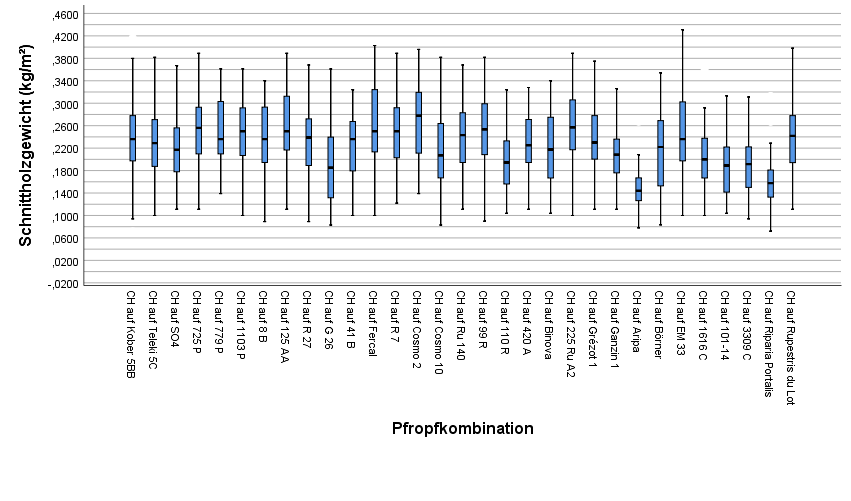 Schnittholzgewicht (kg/m²)
,4600
,4200
,3800
,3400
,3000
,2600
,2200
,1800
,1400
,1000
,0600
,0200
-,0200
CH auf Kober 5BB
CH auf Teleki 5C
CH auf SO4
CH auf 725 P
CH auf 779 P
CH auf 1103 P
CH auf 8 B
CH auf 125 AA
CH auf R 27
CH auf G 26
CH auf 41 B
CH auf Fercal
CH auf R 7
CH auf Cosmo 2
CH auf Cosmo 10
CH auf Ru 140
CH auf 99 R
CH auf 110 R
CH auf 420 A
CH auf Binova
CH auf 225 Ru A2
CH auf Grézot 1
CH auf Ganzin 1
CH auf Aripa
CH auf Börner
CH auf EM 33
CH auf 1616 C
CH auf 101-14
CH auf 3309 C
CH auf Riparia Portalis
CH auf Rupestris du Lot
Pfropfkombination